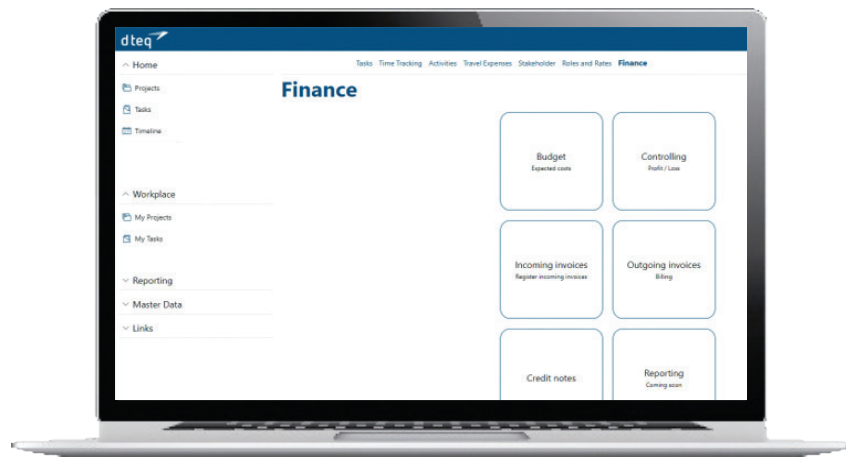 dteq
Home
Projects
Tasks
Timeline
Workplace
My Projects
My Tasks
Reporting
Master Data
Links
Tasks Time Tracking Activities Travel Expenses Stakeholder Roles and Rates Finance
Finance
Budget
Expected costs
Controlling
Profit / Loss
Incoming invoices
Register incoming invoices
Outgoing invoices
Billing
Credit notes
Reporting
Coming soon